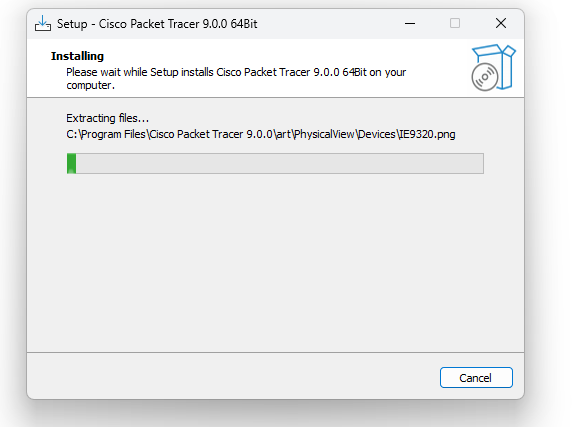 Setup - Cisco Packet Tracer 9.0.0 64Bit
Installing
Please wait while Setup installs Cisco Packet Tracer 9.0.0 64Bit on your
computer.
Extracting files...
C:\Program Files\Cisco Packet Tracer 9.0.0\art\PhysicalView\Devices\IE9320.png
Cancel